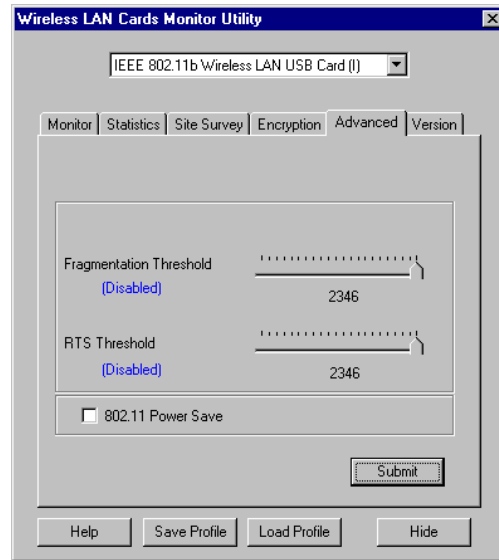 Wireless LAN Cards Monitor Utility
IEEE 802.11b Wireless LAN USB Card (I)
Monitor Statistics Site Survey Encryption Advanced Version
Fragmentation Threshold
(Disabled)
2346
RTS Threshold
(Disabled)
2346
802.11 Power Save
Submit
Help Save Profile Load Profile Hide